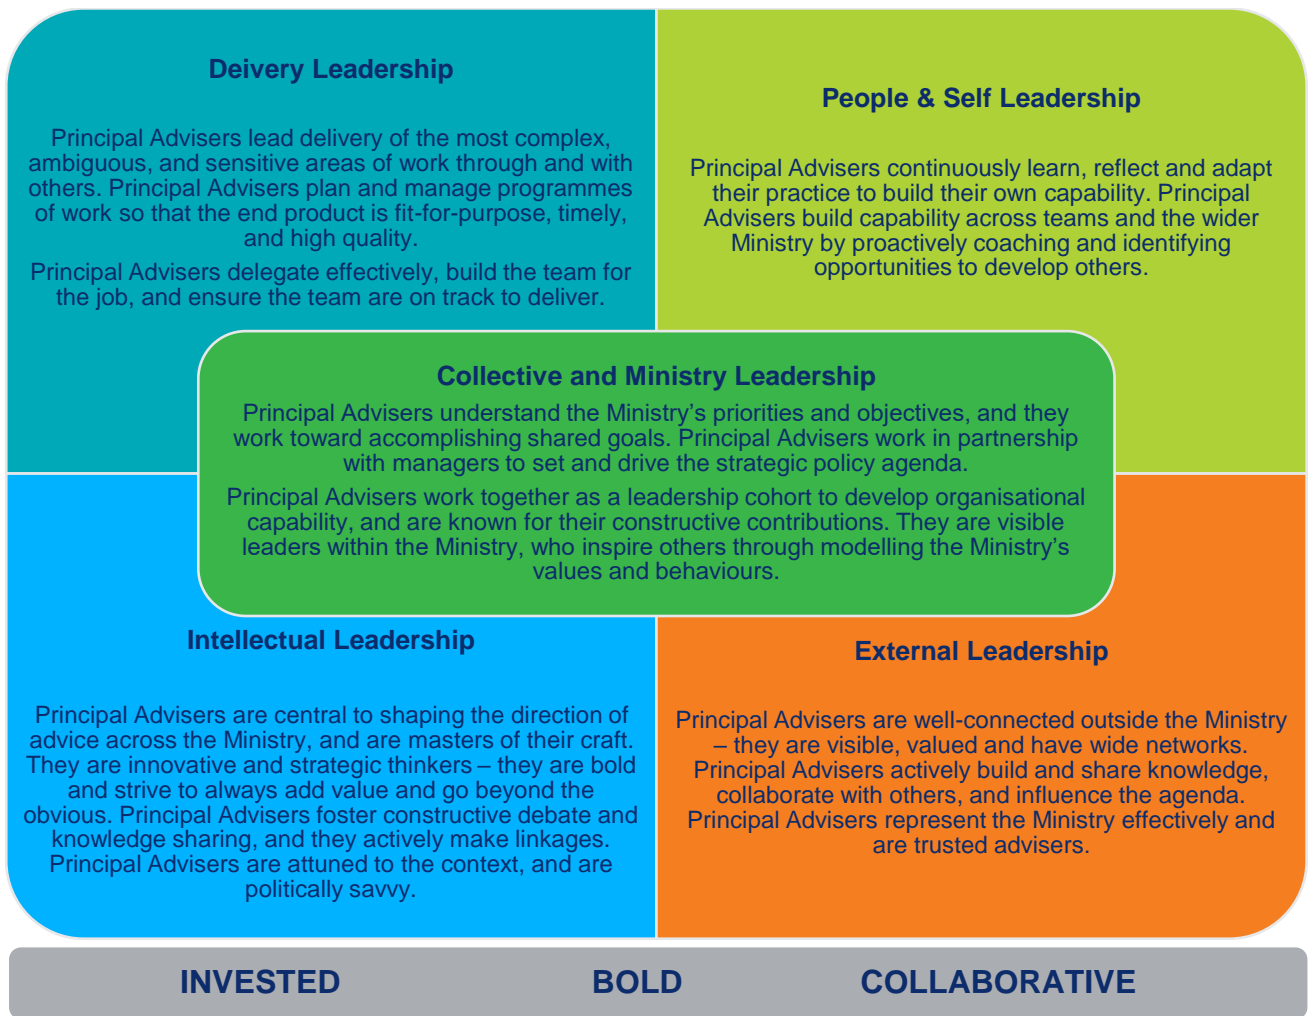 Deivery Leadership
Principal Advisers lead delivery of the most complex,
ambiguous, and sensitive areas of work through and with
others. Principal Advisers plan and manage programmes
of work so that the end product is fit-for-purpose, timely,
and high quality.
Principal Advisers delegate effectively, build the team for
the job, and ensure the team are on track to deliver.
People & Self Leadership
Principal Advisers continuously learn, reflect and adapt
their practice to build their own capability. Principal
Advisers build capability across teams and the wider
Ministry by proactively coaching and identifying
opportunities to develop others.
Collective and Ministry Leadership
Principal Advisers understand the Ministry’s priorities and objectives, and they
work toward accomplishing shared goals. Principal Advisers work in partnership
with managers to set and drive the strategic policy agenda.
Principal Advisers work together as a leadership cohort to develop organisational
capability, and are known for their constructive contributions. They are visible
leaders within the Ministry, who inspire others through modelling the Ministry’s
values and behaviours.
Intellectual Leadership
Principal Advisers are central to shaping the direction of
advice across the Ministry, and are masters of their craft.
They are innovative and strategic thinkers – they are bold
and strive to always add value and go beyond the
obvious. Principal Advisers foster constructive debate and
knowledge sharing, and they actively make linkages.
Principal Advisers are attuned to the context, and are
politically savvy.
External Leadership
Principal Advisers are well-connected outside the Ministry
– they are visible, valued and have wide networks.
Principal Advisers actively build and share knowledge,
collaborate with others, and influence the agenda.
Principal Advisers represent the Ministry effectively and
are trusted advisers.
INVESTED BOLD COLLABORATIVE